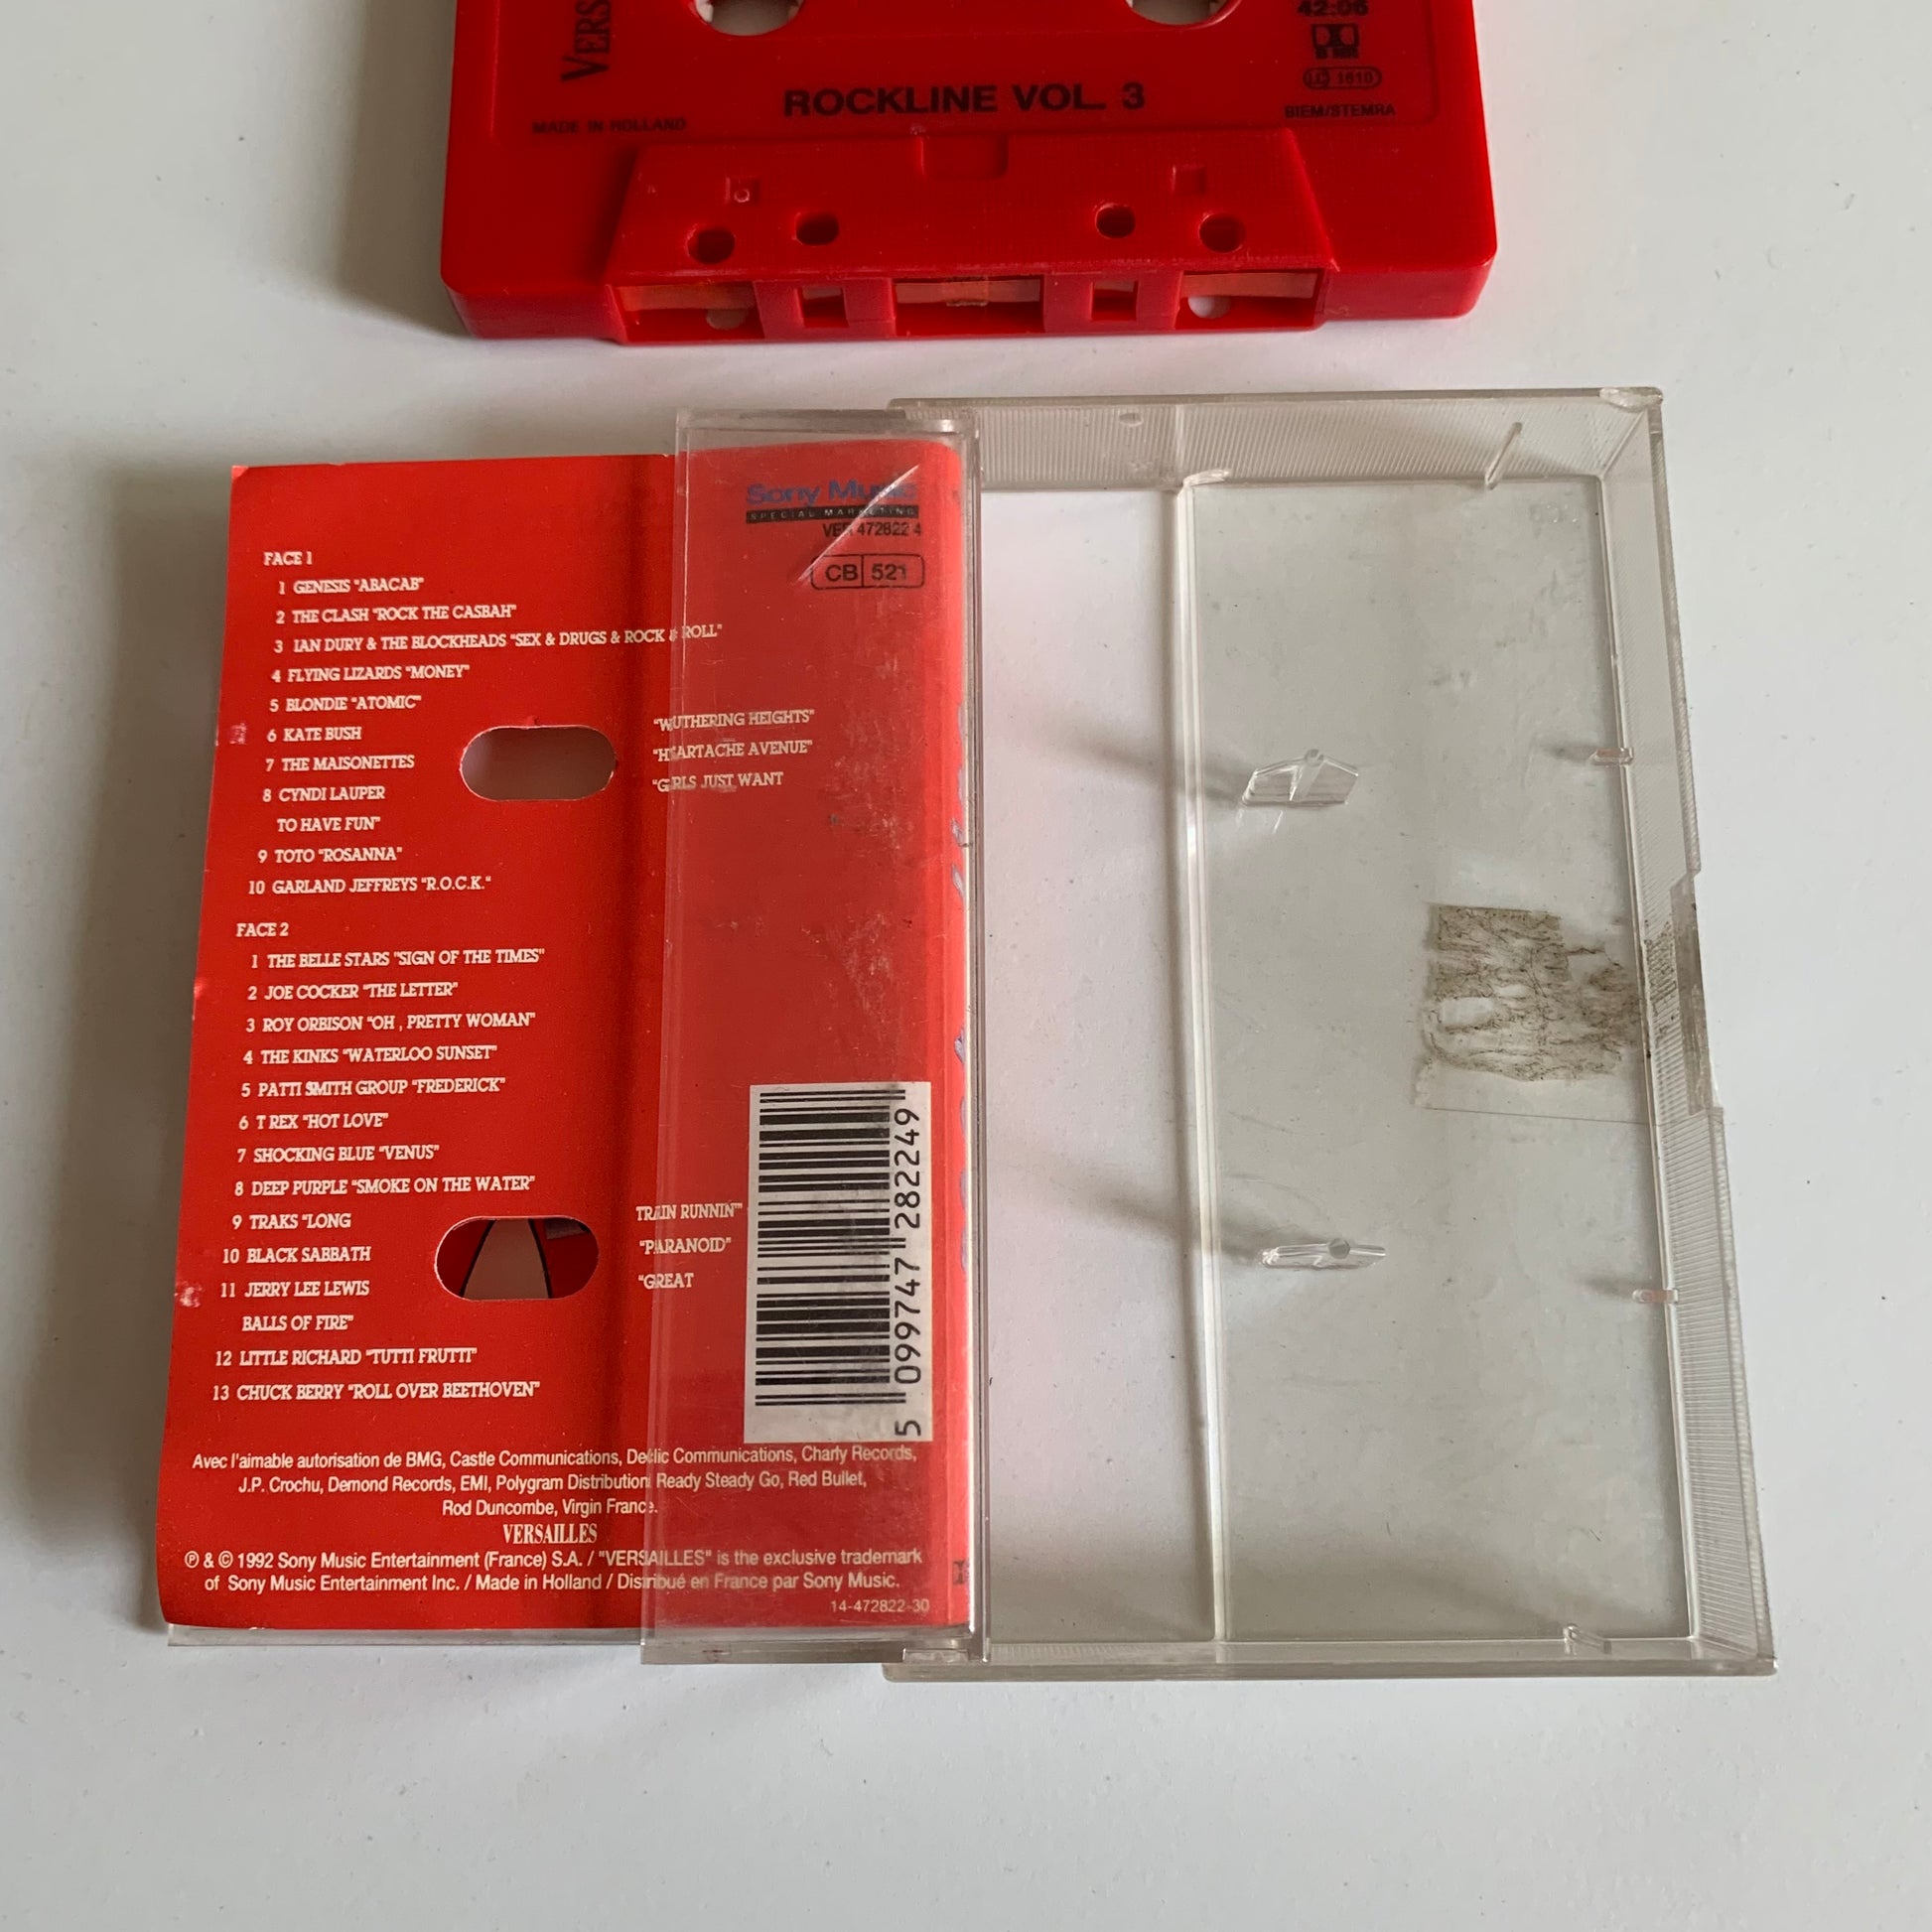 VERS
42:06
LC 1610
ROCKLINE VOL. 3
MADE IN HOLLAND
BIEM/STEMRA
Sony Music
SPECIAL MARKETING
VER 472822 4
CB 521
FACE 1
1 GENESIS "ABACAB"
2 THE CLASH "ROCK THE CASBAH"
3 IAN DURY & THE BLOCKHEADS "SEX & DRUGS & ROCK & ROLL"
4 FLYING LIZARDS "MONEY"
5 BLONDIE "ATOMIC"
6 KATE BUSH "WUTHERING HEIGHTS"
7 THE MAISONETTES "HEARTACHE AVENUE"
8 CYNDI LAUPER "GIRLS JUST WANT
TO HAVE FUN"
9 TOTO "ROSANNA"
10 GARLAND JEFFREYS "R.O.C.K."
FACE 2
1 THE BELLE STARS "SIGN OF THE TIMES"
2 JOE COCKER "THE LETTER"
3 ROY ORBISON "OH , PRETTY WOMAN"
4 THE KINKS "WATERLOO SUNSET"
5 PATTI SMITH GROUP "FREDERICK"
6 T REX "HOT LOVE"
7 SHOCKING BLUE "VENUS"
8 DEEP PURPLE "SMOKE ON THE WATER"
9 TRAKS "LONG TRAIN RUNNIN'"
10 BLACK SABBATH "PARANOID"
11 JERRY LEE LEWIS "GREAT
BALLS OF FIRE"
12 LITTLE RICHARD "TUTTI FRUTTI"
13 CHUCK BERRY "ROLL OVER BEETHOVEN"
5 099747 282249
Avec l'aimable autorisation de BMG, Castle Communications, Déclic Communications, Charly Records,
J.P. Crochu, Demond Records, EMI, Polygram Distribution Ready Steady Go, Red Bullet,
Rod Duncombe, Virgin France.
VERSAILLES
℗ & © 1992 Sony Music Entertainment (France) S.A. / "VERSAILLES" is the exclusive trademark
of Sony Music Entertainment Inc. / Made in Holland / Distribué en France par Sony Music.
14-472822-30